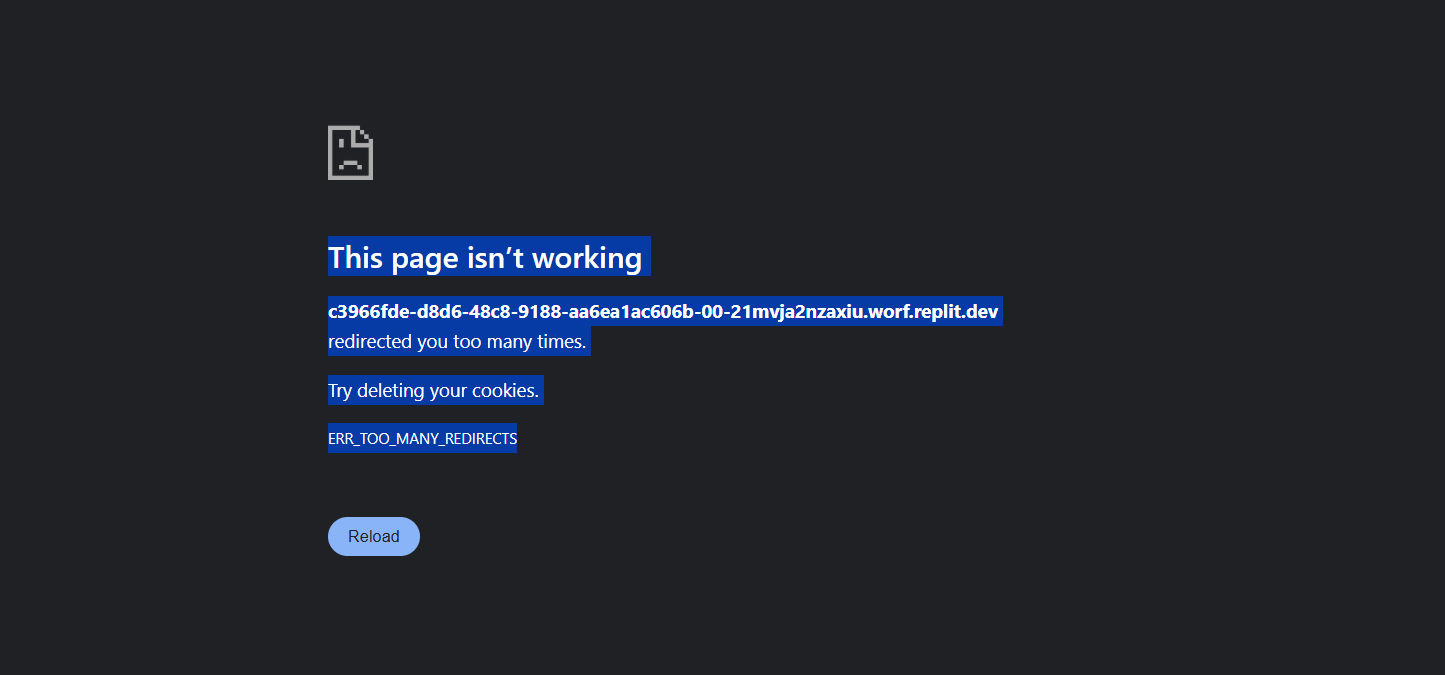 This page isn’t working
c3966fde-d8d6-48c8-9188-aa6ea1ac606b-00-21mvja2nzaxiu.worf.replit.dev
redirected you too many times.
Try deleting your cookies.
ERR_TOO_MANY_REDIRECTS
Reload